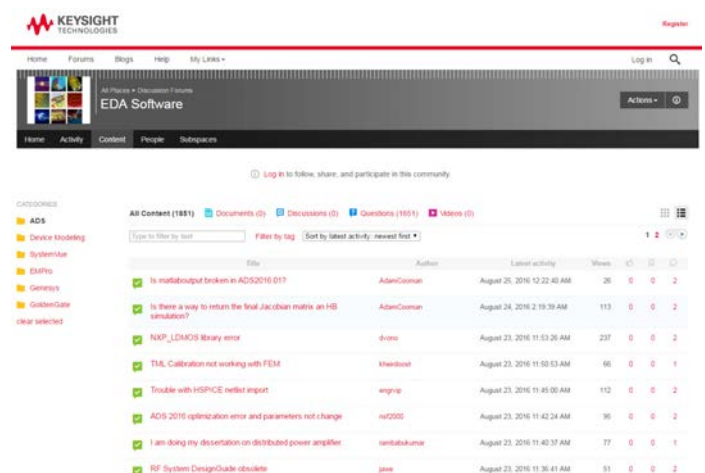 KEYSIGHT
TECHNOLOGIES
Register
Home Forums Blogs Help My Links
Log in
All Places > Discussion Forums
EDA Software
Actions
Home Activity Content People Subspaces
Log in to follow, share, and participate in this community.
CATEGORIES
ADS
Device Modeling
SystemVue
EMPro
Genesys
GoldenGate
clear selected
All Content (1651) Documents (0) Discussions (0) Questions (1651) Videos (0)
Type to filter by text Filter by tag Sort by latest activity: newest first 1 2
Title Author Latest activity Views
Is matlaboutput broken in ADS2016.01? AdamCooman August 25, 2016 12:22:40 AM 26 0 0 2
Is there a way to return the final Jacobian matrix an HB simulation? AdamCooman August 24, 2016 2:19:39 AM 113 0 0 2
NXP_LDMOS library error dvono August 23, 2016 11:53:26 AM 237 0 0 2
TML Calibration not working with FEM kheirdoost August 23, 2016 11:50:53 AM 66 0 0 1
Trouble with HSPICE netlist import engrvip August 23, 2016 11:45:00 AM 112 0 0 2
ADS 2016 optimization error and parameters not change nsf2000 August 23, 2016 11:42:24 AM 96 0 0 2
I am doing my dissertation on distributed power amplifier rambabukumar August 23, 2016 11:40:37 AM 77 0 0 1
RF System DesignGuide obsolete August 23, 2016 11:36:41 AM 51 0 0 2